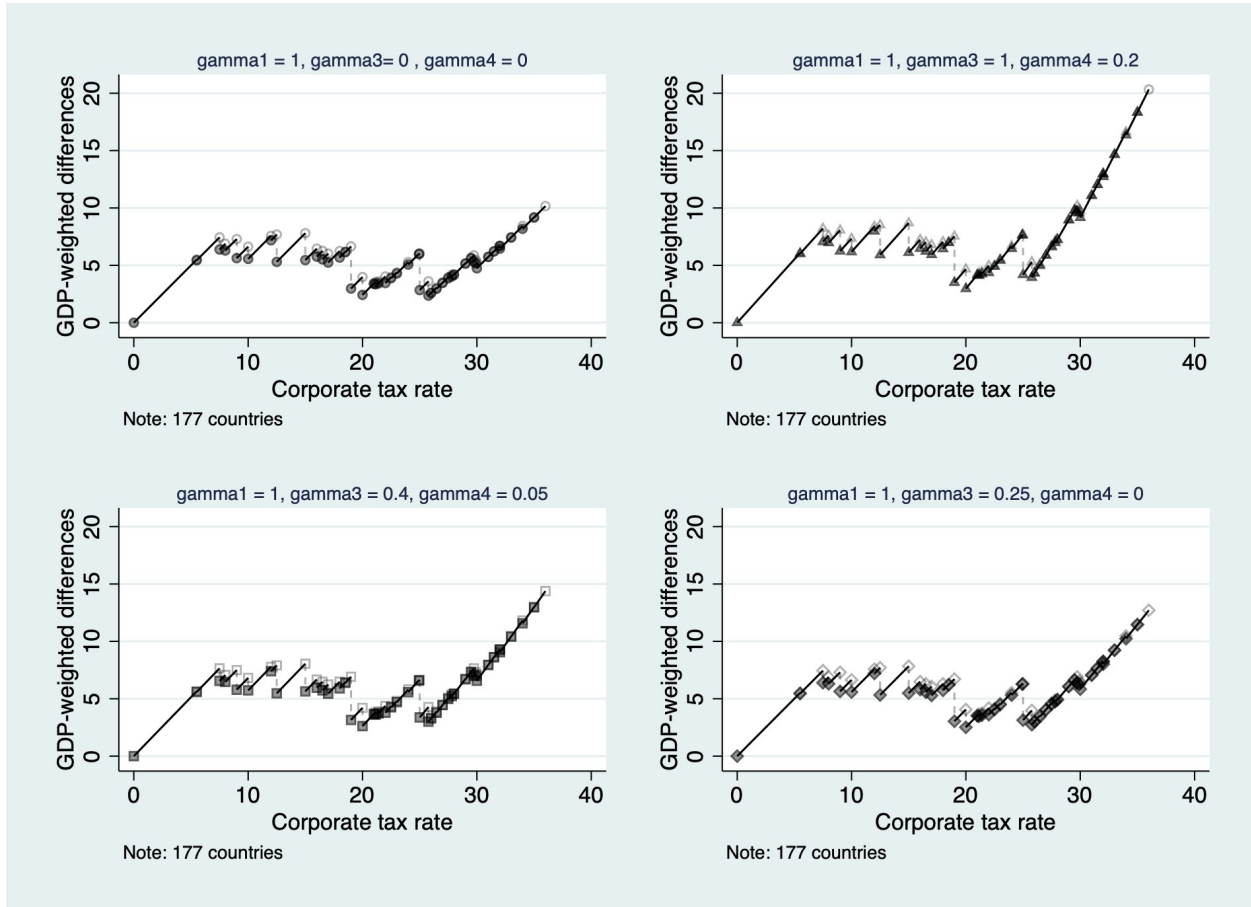 gamma1 = 1, gamma3= 0 , gamma4 = 0
GDP-weighted differences
20
15
10
5
0
0 10 20 30 40
Corporate tax rate
Note: 177 countries
gamma1 = 1, gamma3 = 1, gamma4 = 0.2
GDP-weighted differences
20
15
10
5
0
0 10 20 30 40
Corporate tax rate
Note: 177 countries
gamma1 = 1, gamma3 = 0.4, gamma4 = 0.05
GDP-weighted differences
20
15
10
5
0
0 10 20 30 40
Corporate tax rate
Note: 177 countries
gamma1 = 1, gamma3 = 0.25, gamma4 = 0
GDP-weighted differences
20
15
10
5
0
0 10 20 30 40
Corporate tax rate
Note: 177 countries